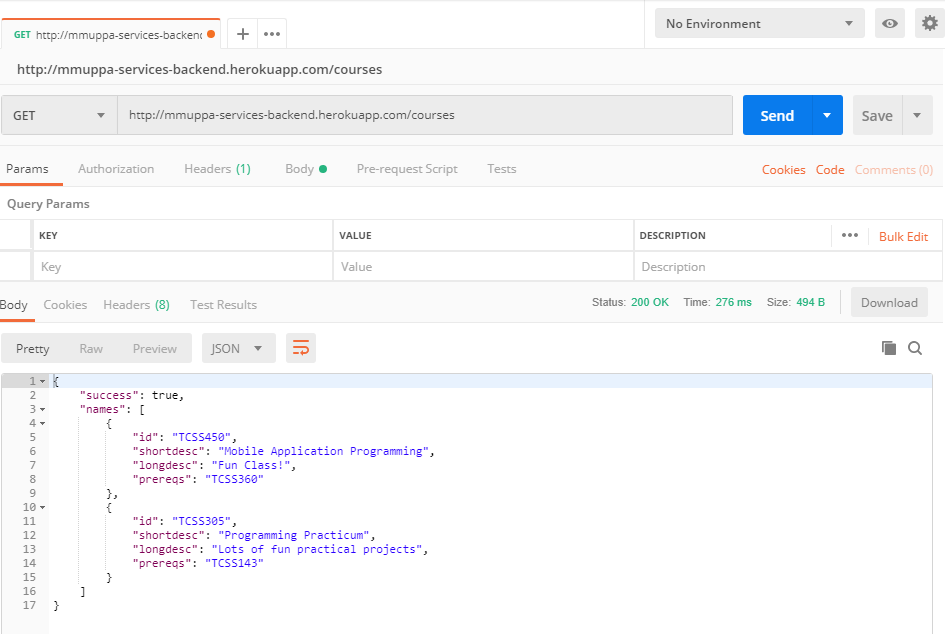 GET http://mmuppa-services-backend
No Environment
http://mmuppa-services-backend.herokuapp.com/courses
GET http://mmuppa-services-backend.herokuapp.com/courses Send Save
Params Authorization Headers (1) Body Pre-request Script Tests Cookies Code Comments (0)
Query Params
KEY VALUE DESCRIPTION ••• Bulk Edit
Key Value Description
Body Cookies Headers (8) Test Results Status: 200 OK Time: 276 ms Size: 494 B Download
Pretty Raw Preview JSON
1 {
2 "success": true,
3 "names": [
4 {
5 "id": "TCSS450",
6 "shortdesc": "Mobile Application Programming",
7 "longdesc": "Fun Class!",
8 "prereqs": "TCSS360"
9 },
10 {
11 "id": "TCSS305",
12 "shortdesc": "Programming Practicum",
13 "longdesc": "Lots of fun practical projects",
14 "prereqs": "TCSS143"
15 }
16 ]
17 }